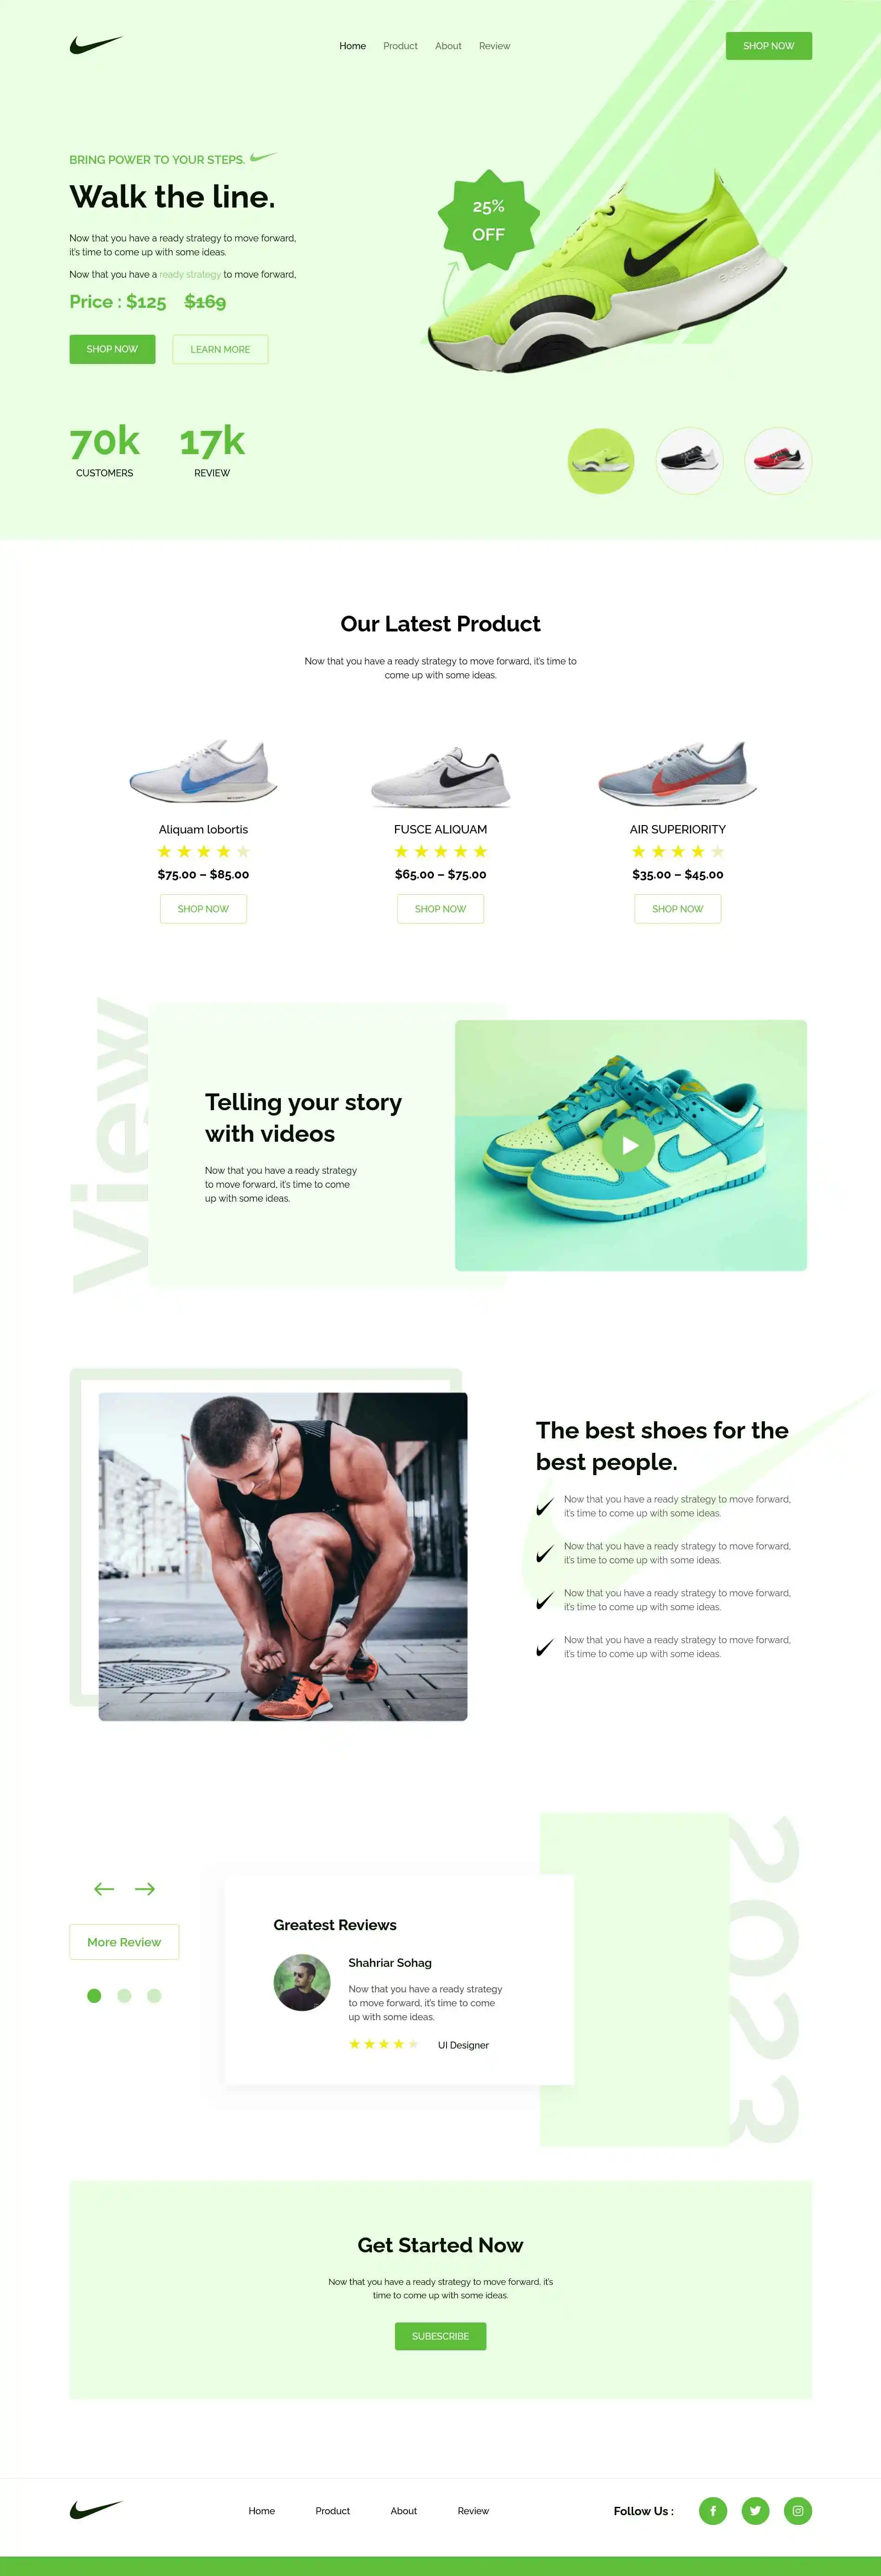 Home Product About Review
SHOP NOW
BRING POWER TO YOUR STEPS.
Walk the line.
Now that you have a ready strategy to move forward,
it's time to come up with some ideas.
Now that you have a ready strategy to move forward,
Price : $125 $169
SHOP NOW LEARN MORE
25%
OFF
70k 17k
CUSTOMERS REVIEW
Our Latest Product
Now that you have a ready strategy to move forward, it's time to
come up with some ideas.
Aliquam lobortis
$75.00 – $85.00
SHOP NOW
FUSCE ALIQUAM
$65.00 – $75.00
SHOP NOW
AIR SUPERIORITY
$35.00 – $45.00
SHOP NOW
View
Telling your story
with videos
Now that you have a ready strategy
to move forward, it's time to come
up with some ideas.
The best shoes for the
best people.
Now that you have a ready strategy to move forward,
it's time to come up with some ideas.
Now that you have a ready strategy to move forward,
it's time to come up with some ideas.
Now that you have a ready strategy to move forward,
it's time to come up with some ideas.
Now that you have a ready strategy to move forward,
it's time to come up with some ideas.
More Review
Greatest Reviews
Shahriar Sohag
Now that you have a ready strategy
to move forward, it's time to come
up with some ideas.
UI Designer
2023
Get Started Now
Now that you have a ready strategy to move forward, it's
time to come up with some ideas.
SUBESCRIBE
Home Product About Review
Follow Us :